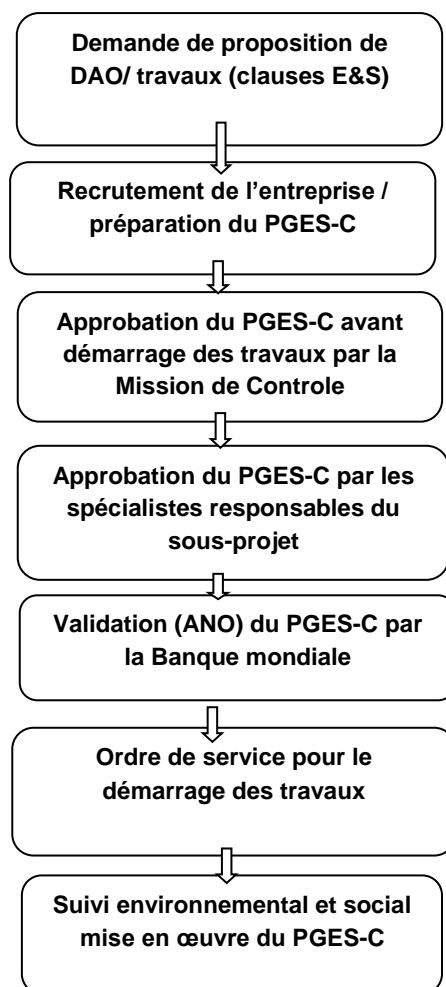 Demande de proposition de
DAO/ travaux (clauses E&S)
Recrutement de l’entreprise /
préparation du PGES-C
Approbation du PGES-C avant
démarrage des travaux par la
Mission de Controle
Approbation du PGES-C par les
spécialistes responsables du
sous-projet
Validation (ANO) du PGES-C par
la Banque mondiale
Ordre de service pour le
démarrage des travaux
Suivi environnemental et social
mise en œuvre du PGES-C